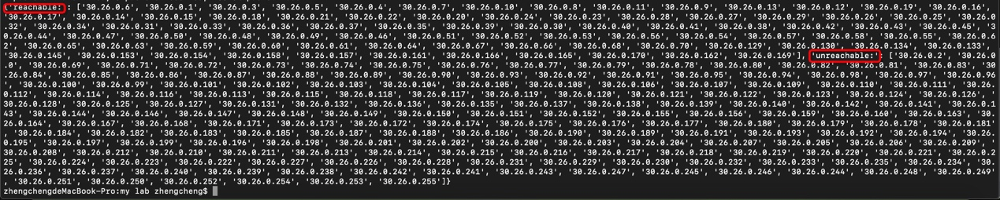 {'reachable:': ['30.26.0.6', '30.26.0.1', '30.26.0.3', '30.26.0.5', '30.26.0.4', '30.26.0.7', '30.26.0.10', '30.26.0.8', '30.26.0.11', '30.26.0.9', '30.26.0.13', '30.26.0.12', '30.26.0.19', '30.26.0.16',
'30.26.0.17', '30.26.0.14', '30.26.0.15', '30.26.0.18', '30.26.0.21', '30.26.0.22', '30.26.0.20', '30.26.0.24', '30.26.0.23', '30.26.0.28', '30.26.0.27', '30.26.0.29', '30.26.0.26', '30.26.0.25', '30.26.0
.32', '30.26.0.34', '30.26.0.31', '30.26.0.33', '30.26.0.36', '30.26.0.37', '30.26.0.35', '30.26.0.39', '30.26.0.30', '30.26.0.40', '30.26.0.41', '30.26.0.38', '30.26.0.42', '30.26.0.43', '30.26.0.45', '3
0.26.0.44', '30.26.0.47', '30.26.0.50', '30.26.0.48', '30.26.0.49', '30.26.0.46', '30.26.0.51', '30.26.0.52', '30.26.0.53', '30.26.0.56', '30.26.0.54', '30.26.0.57', '30.26.0.58', '30.26.0.55', '30.26.0.6
2', '30.26.0.65', '30.26.0.63', '30.26.0.59', '30.26.0.60', '30.26.0.61', '30.26.0.64', '30.26.0.67', '30.26.0.66', '30.26.0.68', '30.26.0.70', '30.26.0.129', '30.26.0.130', '30.26.0.134', '30.26.0.133',
'30.26.0.145', '30.26.0.153', '30.26.0.154', '30.26.0.158', '30.26.0.157', '30.26.0.161', '30.26.0.166', '30.26.0.165', '30.26.0.170', '30.26.0.162', '30.26.0.169'], 'unreachable:': ['30.26.0.2', '30.26.0.
0', '30.26.0.69', '30.26.0.71', '30.26.0.72', '30.26.0.73', '30.26.0.74', '30.26.0.75', '30.26.0.76', '30.26.0.77', '30.26.0.79', '30.26.0.78', '30.26.0.80', '30.26.0.82', '30.26.0.81', '30.26.0.83', '30.
26.0.84', '30.26.0.85', '30.26.0.86', '30.26.0.87', '30.26.0.88', '30.26.0.89', '30.26.0.90', '30.26.0.93', '30.26.0.92', '30.26.0.91', '30.26.0.95', '30.26.0.94', '30.26.0.98', '30.26.0.97', '30.26.0.96
', '30.26.0.100', '30.26.0.99', '30.26.0.101', '30.26.0.102', '30.26.0.103', '30.26.0.104', '30.26.0.105', '30.26.0.108', '30.26.0.106', '30.26.0.107', '30.26.0.109', '30.26.0.110', '30.26.0.111', '30.26.
0.112', '30.26.0.114', '30.26.0.116', '30.26.0.113', '30.26.0.115', '30.26.0.118', '30.26.0.117', '30.26.0.119', '30.26.0.120', '30.26.0.121', '30.26.0.122', '30.26.0.123', '30.26.0.124', '30.26.0.126', '
30.26.0.128', '30.26.0.125', '30.26.0.127', '30.26.0.131', '30.26.0.132', '30.26.0.136', '30.26.0.135', '30.26.0.137', '30.26.0.138', '30.26.0.139', '30.26.0.140', '30.26.0.142', '30.26.0.141', '30.26.0.1
43', '30.26.0.144', '30.26.0.146', '30.26.0.147', '30.26.0.148', '30.26.0.149', '30.26.0.150', '30.26.0.151', '30.26.0.152', '30.26.0.155', '30.26.0.156', '30.26.0.159', '30.26.0.160', '30.26.0.163', '30.
26.0.164', '30.26.0.167', '30.26.0.168', '30.26.0.171', '30.26.0.173', '30.26.0.172', '30.26.0.174', '30.26.0.175', '30.26.0.176', '30.26.0.177', '30.26.0.180', '30.26.0.179', '30.26.0.178', '30.26.0.181'
, '30.26.0.184', '30.26.0.182', '30.26.0.183', '30.26.0.185', '30.26.0.187', '30.26.0.188', '30.26.0.186', '30.26.0.190', '30.26.0.189', '30.26.0.191', '30.26.0.193', '30.26.0.192', '30.26.0.194', '30.26.
0.195', '30.26.0.197', '30.26.0.199', '30.26.0.196', '30.26.0.198', '30.26.0.201', '30.26.0.202', '30.26.0.200', '30.26.0.203', '30.26.0.204', '30.26.0.207', '30.26.0.205', '30.26.0.206', '30.26.0.209', '
30.26.0.208', '30.26.0.212', '30.26.0.210', '30.26.0.211', '30.26.0.213', '30.26.0.214', '30.26.0.215', '30.26.0.216', '30.26.0.217', '30.26.0.218', '30.26.0.219', '30.26.0.220', '30.26.0.221', '30.26.0.2
25', '30.26.0.224', '30.26.0.223', '30.26.0.222', '30.26.0.227', '30.26.0.226', '30.26.0.228', '30.26.0.231', '30.26.0.229', '30.26.0.230', '30.26.0.232', '30.26.0.233', '30.26.0.235', '30.26.0.234', '30.
26.0.236', '30.26.0.237', '30.26.0.240', '30.26.0.239', '30.26.0.238', '30.26.0.242', '30.26.0.241', '30.26.0.243', '30.26.0.247', '30.26.0.245', '30.26.0.246', '30.26.0.244', '30.26.0.248', '30.26.0.249'
, '30.26.0.251', '30.26.0.250', '30.26.0.252', '30.26.0.254', '30.26.0.253', '30.26.0.255']}
zhengchengdeMacBook-Pro:my lab zhengcheng$